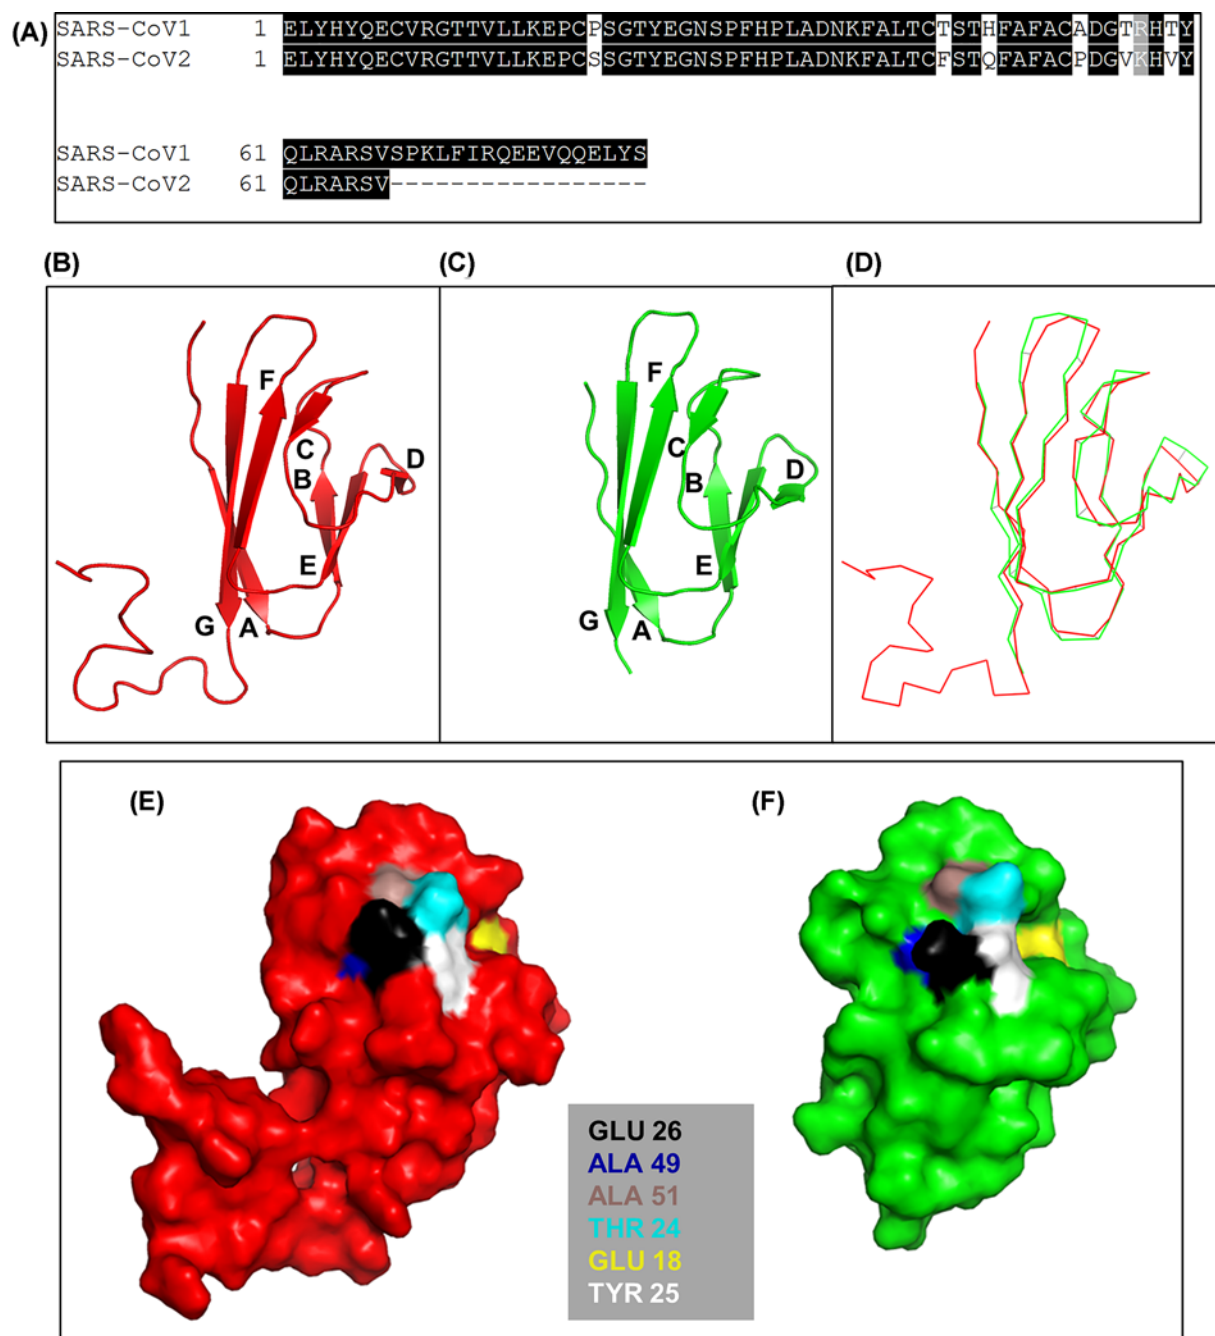 (A)
SARS-CoV1 1 ELYHYQECVRGTTVLLKEPCPSGTYEGNSPFHPLADNKFALTCTSTHFAFACADGTRHTY
SARS-CoV2 1 ELYHYQECVRGTTVLLKEPCSSGTYEGNSPFHPLADNKFALTCFSTQFAFACPDGVKHVY
SARS-CoV1 61 QLRARSVSPKLFIRQEEVQQELYS
SARS-CoV2 61 QLRARSV-----------------
(B) (C) (D)
F
C
B
D
E
G A
F
C
B
D
E
G A
(E) (F)
GLU 26
ALA 49
ALA 51
THR 24
GLU 18
TYR 25